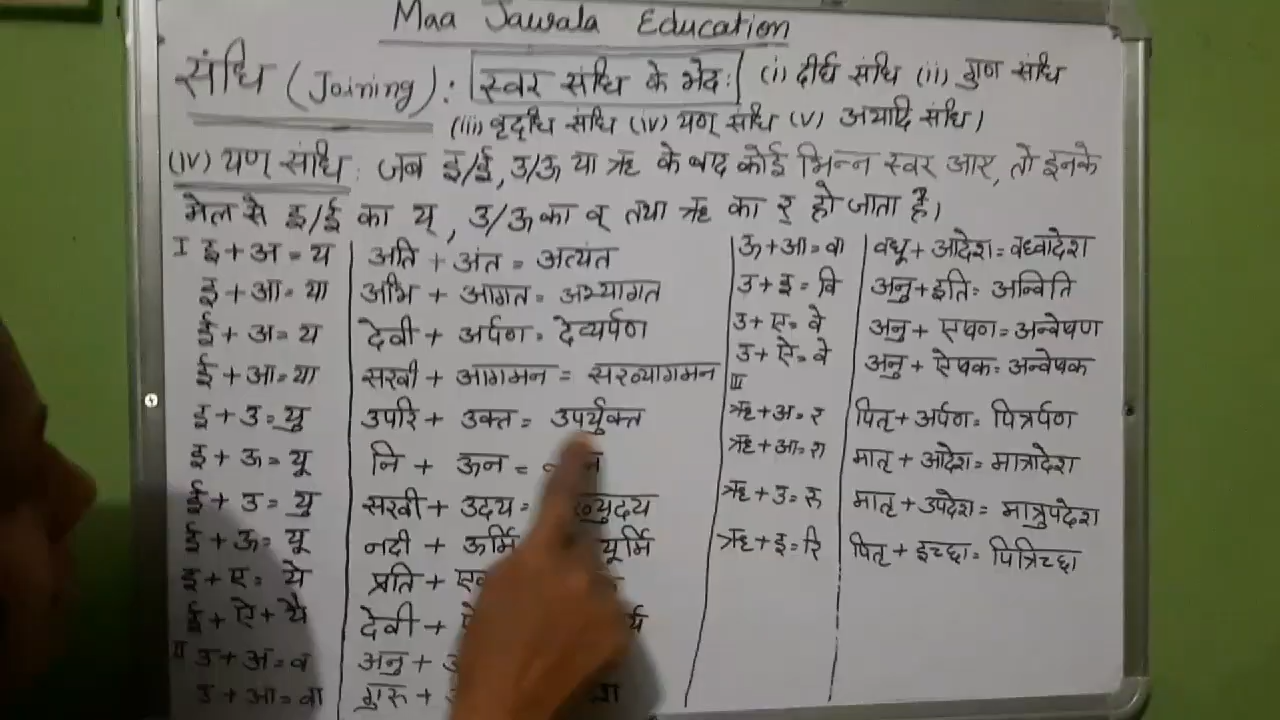 Maa Jawala Education
संधि (Joining): स्वर संधि के भेद: (i) दीर्घ संधि (ii) गुण संधि
(iii) वृद्धि संधि (iv) यण् संधि (v) अयादि संधि।
(iv) यण् संधि: जब इ/ई, उ/ऊ या ऋ के बाद कोई भिन्न स्वर आए, तो इनके
मेल से इ/ई का य्, उ/ऊ का व् तथा ऋ का र् हो जाता है।
I इ + अ = य अति + अंत = अत्यंत
इ + आ = या अभि + आगत = अभ्यागत
ई + अ = य देवी + अर्पण = देव्यर्पण
ई + आ = या सखी + आगमन = सख्यागमन
इ + उ = यु उपरि + उक्त = उपर्युक्त
इ + ऊ = यू नि + ऊन =
ई + उ = यु सखी + उदय =
ई + ऊ = यू नदी + ऊर्मि
इ + ए = ये प्रति +
ई + ऐ + यै देवी +
II उ + अ = व अनु +
उ + आ = वा गुरु +
ऊ + आ = वा वधू + आदेश = वध्वादेश
उ + इ = वि अनु + इति = अन्विति
उ + ए = वे अनु + एषण = अन्वेषण
उ + ऐ = वे अनु + ऐषक = अन्वेषक
III
ऋ + अ = र पितृ + अर्पण = पित्रर्पण
ऋ + आ = रा मातृ + आदेश = मात्रादेश
ऋ + उ = रु मातृ + उपदेश = मात्रुपदेश
ऋ + इ = रि पितृ + इच्छा = पित्रिच्छा